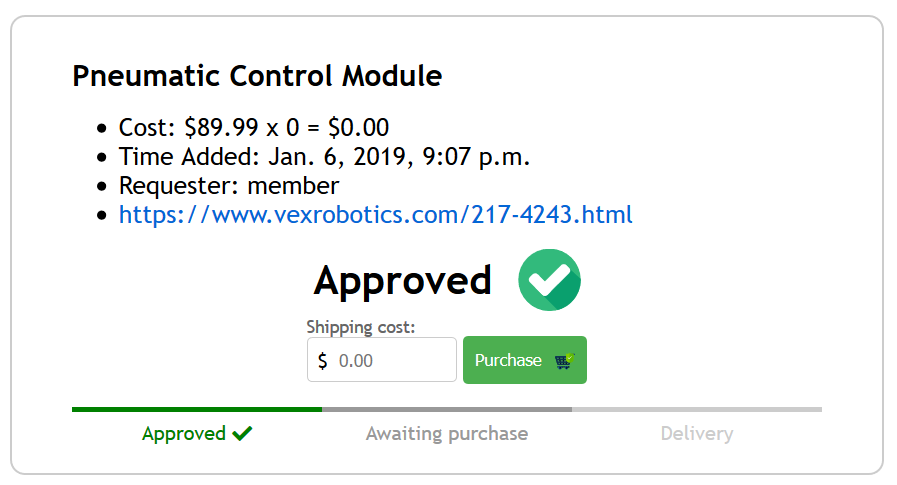 Pneumatic Control Module
Cost: $89.99 x 0 = $0.00
Time Added: Jan. 6, 2019, 9:07 p.m.
Requester: member
https://www.vexrobotics.com/217-4243.html
Approved
Shipping cost:
$ 0.00 Purchase
Approved Awaiting purchase Delivery